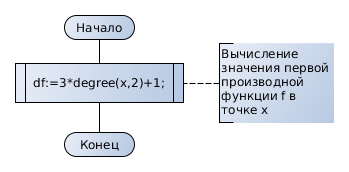 Начало
df:=3*degree(x,2)+1;
Вычисление
значения первой
производной
функции f в
точке x
Конец